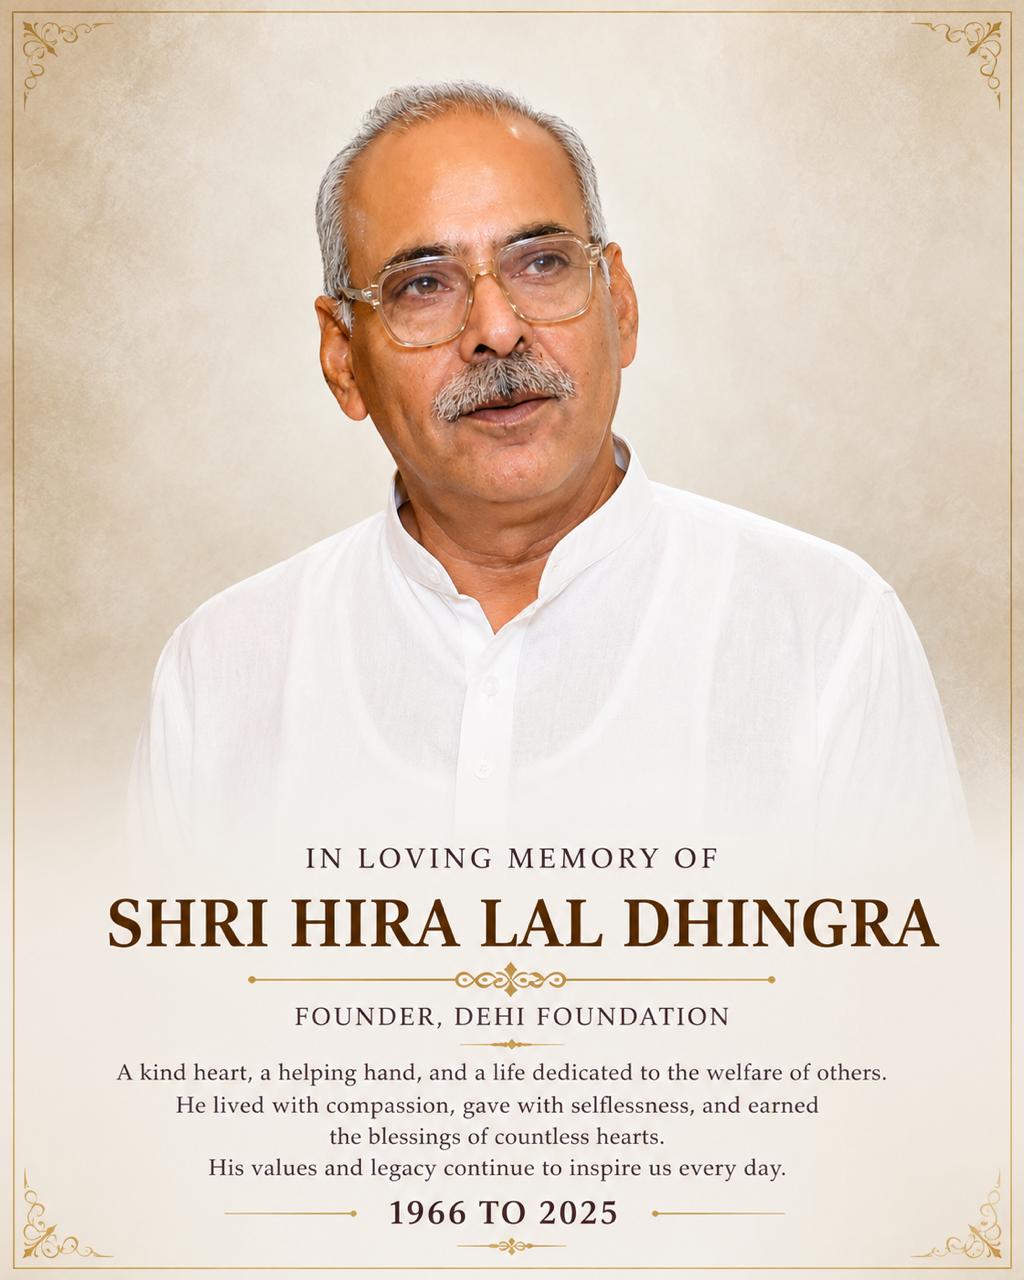 IN LOVING MEMORY OF
SHRI HIRA LAL DHINGRA
FOUNDER, DEHI FOUNDATION
A kind heart, a helping hand, and a life dedicated to the welfare of others.
He lived with compassion, gave with selflessness, and earned
the blessings of countless hearts.
His values and legacy continue to inspire us every day.
1966 TO 2025